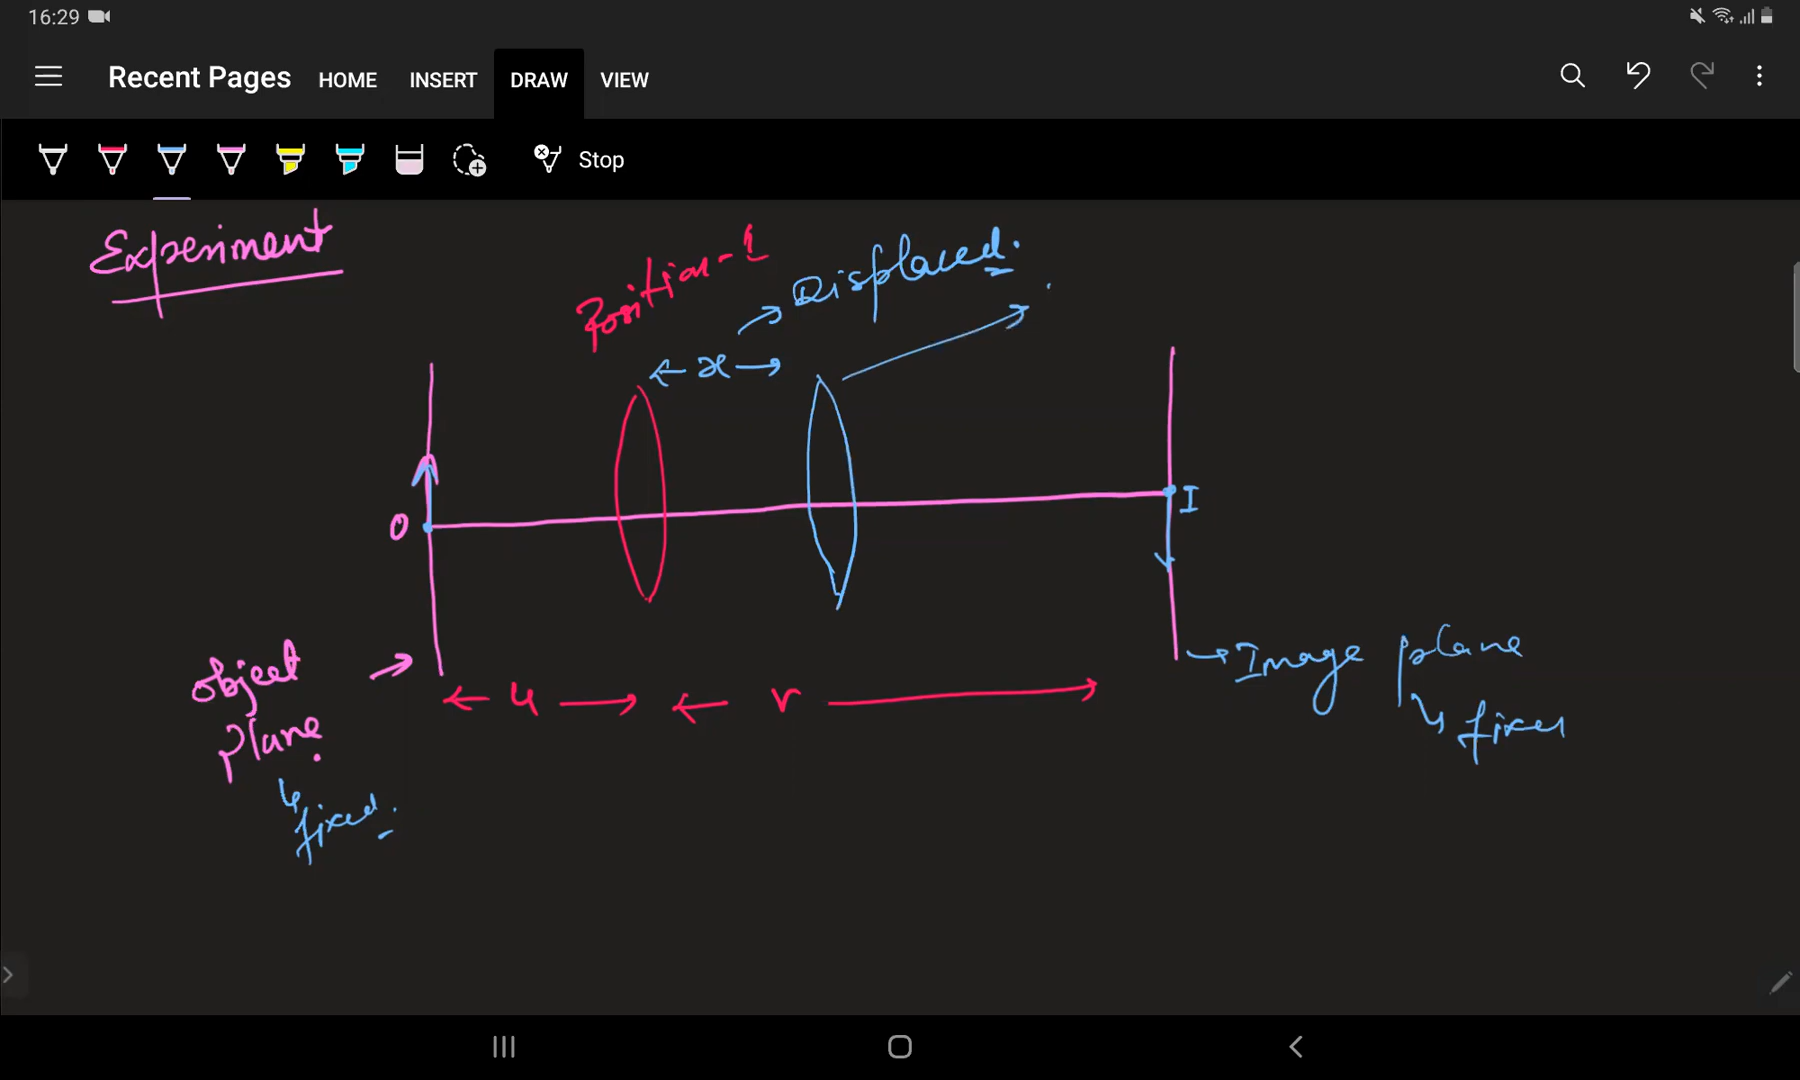 16:29
Recent Pages HOME INSERT DRAW VIEW
Stop
Experiment
Position-1
Displaced.
x
O
I
object
plane
fixed.
u
v
Image plane
fixed